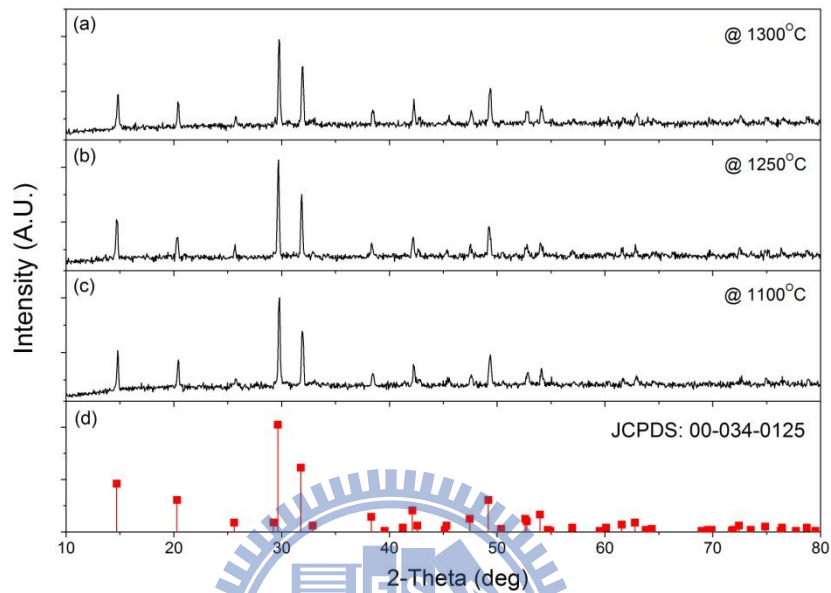 (a)
@ 1300°C
(b)
@ 1250°C
(c)
@ 1100°C
(d)
JCPDS: 00-034-0125
Intensity (A.U.)
10 20 30 40 50 60 70 80
2-Theta (deg)